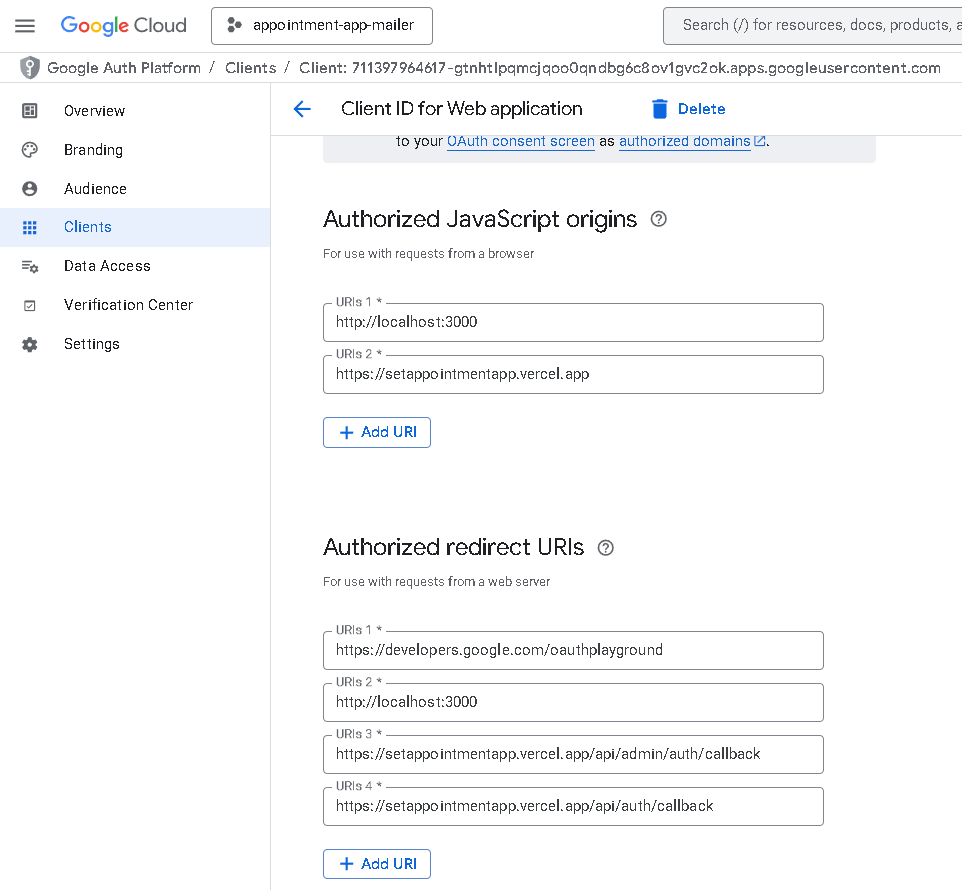 Google Cloud
appointment-app-mailer
Search (/) for resources, docs, products, a
Google Auth Platform / Clients / Client: 711397964617-gtnhtlpqmcjqoo0qndbg6c8ov1gvc2ok.apps.googleusercontent.com
Overview
Branding
Audience
Clients
Data Access
Verification Center
Settings
Client ID for Web application
Delete
to your OAuth consent screen as authorized domains.
Authorized JavaScript origins
For use with requests from a browser
URIs 1 *
http://localhost:3000
URIs 2 *
https://setappointmentapp.vercel.app
Add URI
Authorized redirect URIs
For use with requests from a web server
URIs 1 *
https://developers.google.com/oauthplayground
URIs 2 *
http://localhost:3000
URIs 3 *
https://setappointmentapp.vercel.app/api/admin/auth/callback
URIs 4 *
https://setappointmentapp.vercel.app/api/auth/callback
Add URI